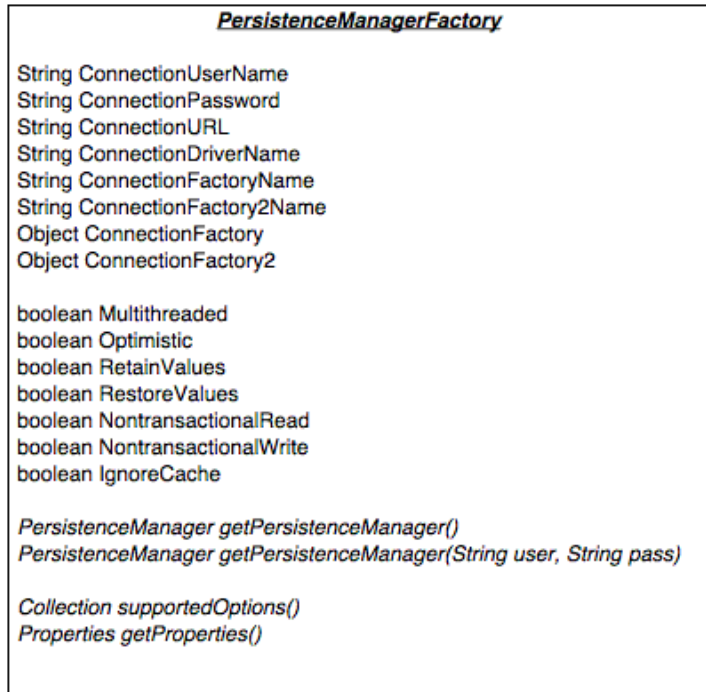 PersistenceManagerFactory
String ConnectionUserName
String ConnectionPassword
String ConnectionURL
String ConnectionDriverName
String ConnectionFactoryName
String ConnectionFactory2Name
Object ConnectionFactory
Object ConnectionFactory2
boolean Multithreaded
boolean Optimistic
boolean RetainValues
boolean RestoreValues
boolean NontransactionalRead
boolean NontransactionalWrite
boolean IgnoreCache
PersistenceManager getPersistenceManager()
PersistenceManager getPersistenceManager(String user, String pass)
Collection supportedOptions()
Properties getProperties()